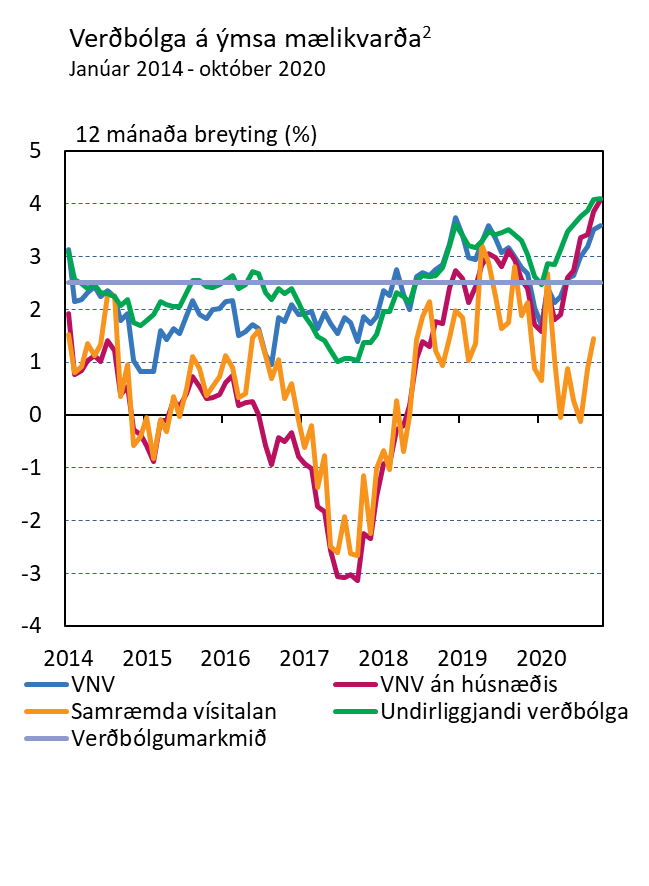 Verðbólga á ýmsa mælikvarða2
Janúar 2014 - október 2020
12 mánaða breyting (%)
5
4
3
2
1
0
-1
-2
-3
-4
2014 2015 2016 2017 2018 2019 2020
VNV VNV án húsnæðis
Samræmda vísitalan Undirliggjandi verðbólga
Verðbólgumarkmið